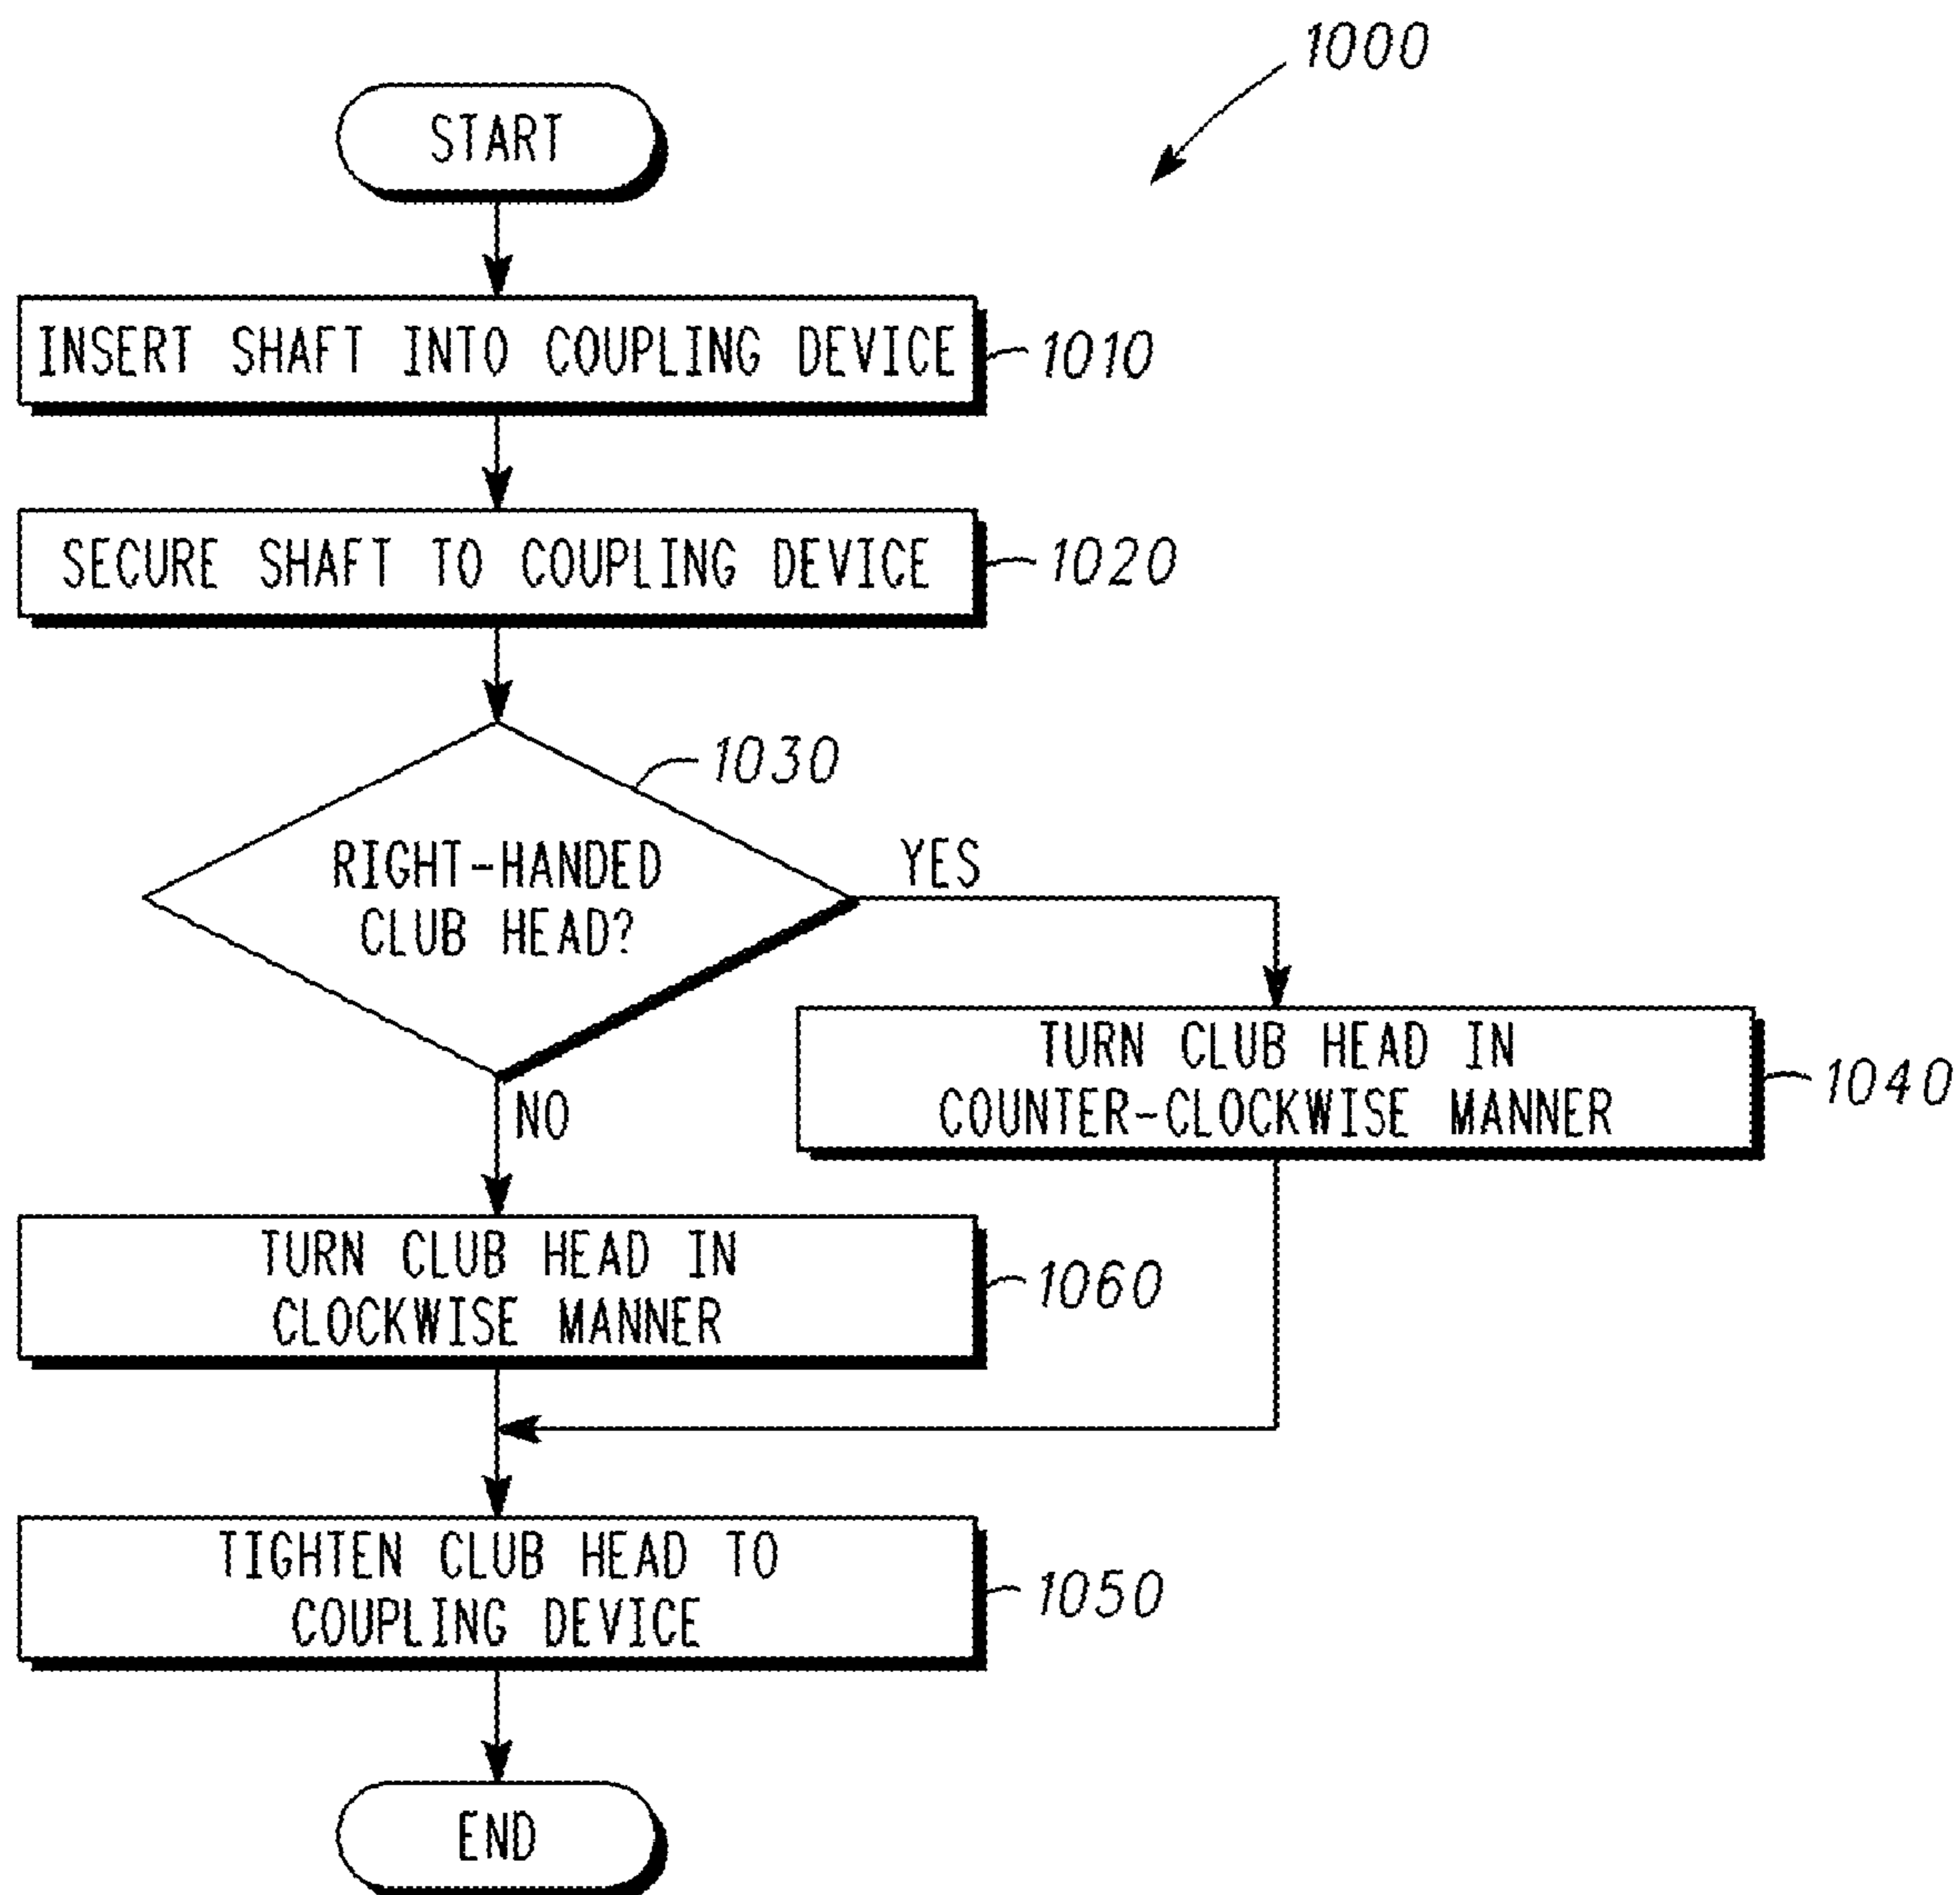 1000
START
INSERT SHAFT INTO COUPLING DEVICE
1010
SECURE SHAFT TO COUPLING DEVICE
1020
1030
RIGHT-HANDED
CLUB HEAD?
YES
TURN CLUB HEAD IN
COUNTER-CLOCKWISE MANNER
1040
NO
TURN CLUB HEAD IN
CLOCKWISE MANNER
1060
TIGHTEN CLUB HEAD TO
COUPLING DEVICE
1050
END